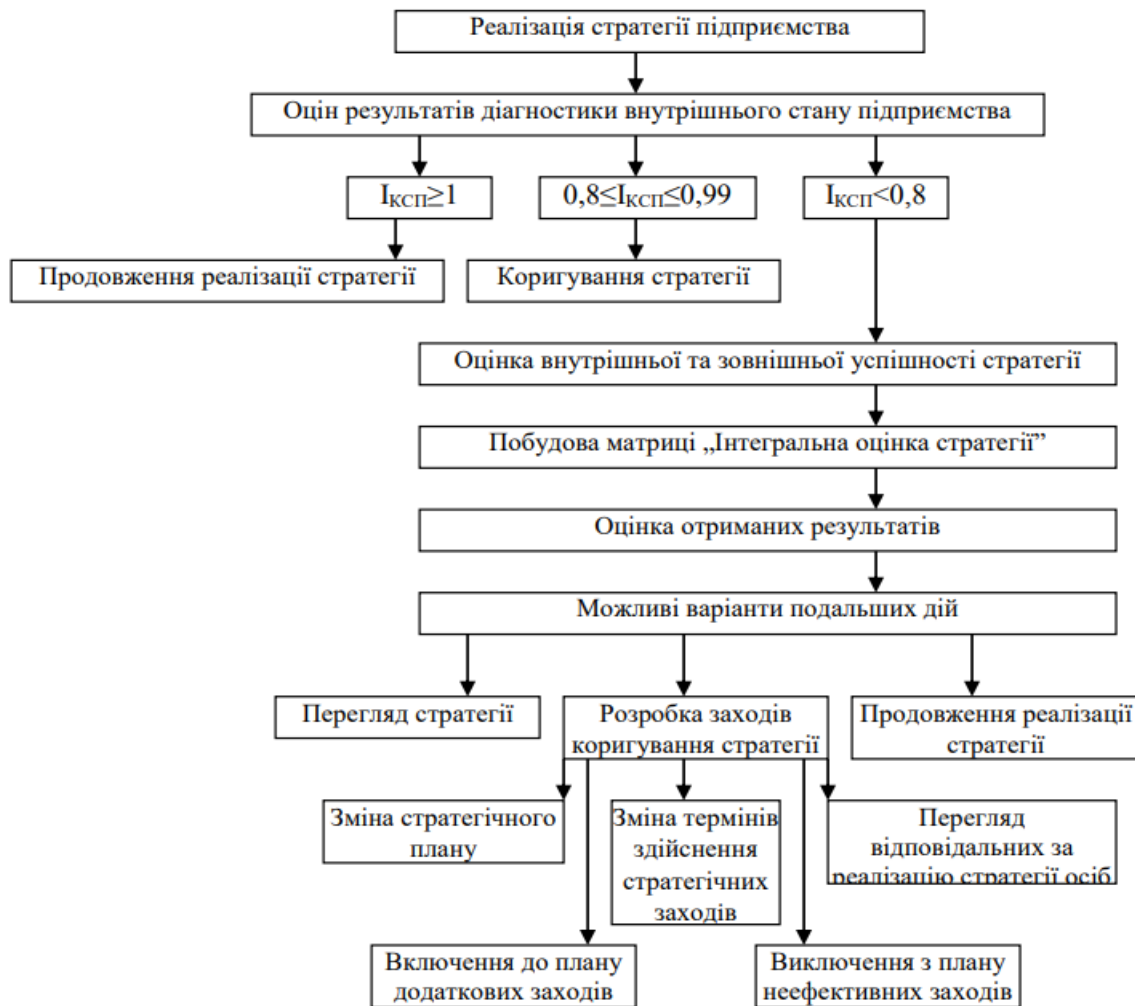 Реалізація стратегії підприємства
Оцін результатів діагностики внутрішнього стану підприємства
IКСП≥1
0,8≤IКСП≤0,99
IКСП<0,8
Продовження реалізації стратегії
Коригування стратегії
Оцінка внутрішньої та зовнішньої успішності стратегії
Побудова матриці „Інтегральна оцінка стратегії”
Оцінка отриманих результатів
Можливі варіанти подальших дій
Перегляд стратегії
Розробка заходів
коригування стратегії
Продовження реалізації
стратегії
Зміна стратегічного
плану
Зміна термінів
здійснення
стратегічних
заходів
Перегляд
відповідальних за
реалізацію стратегії осіб
Включення до плану
додаткових заходів
Виключення з плану
неефективних заходів